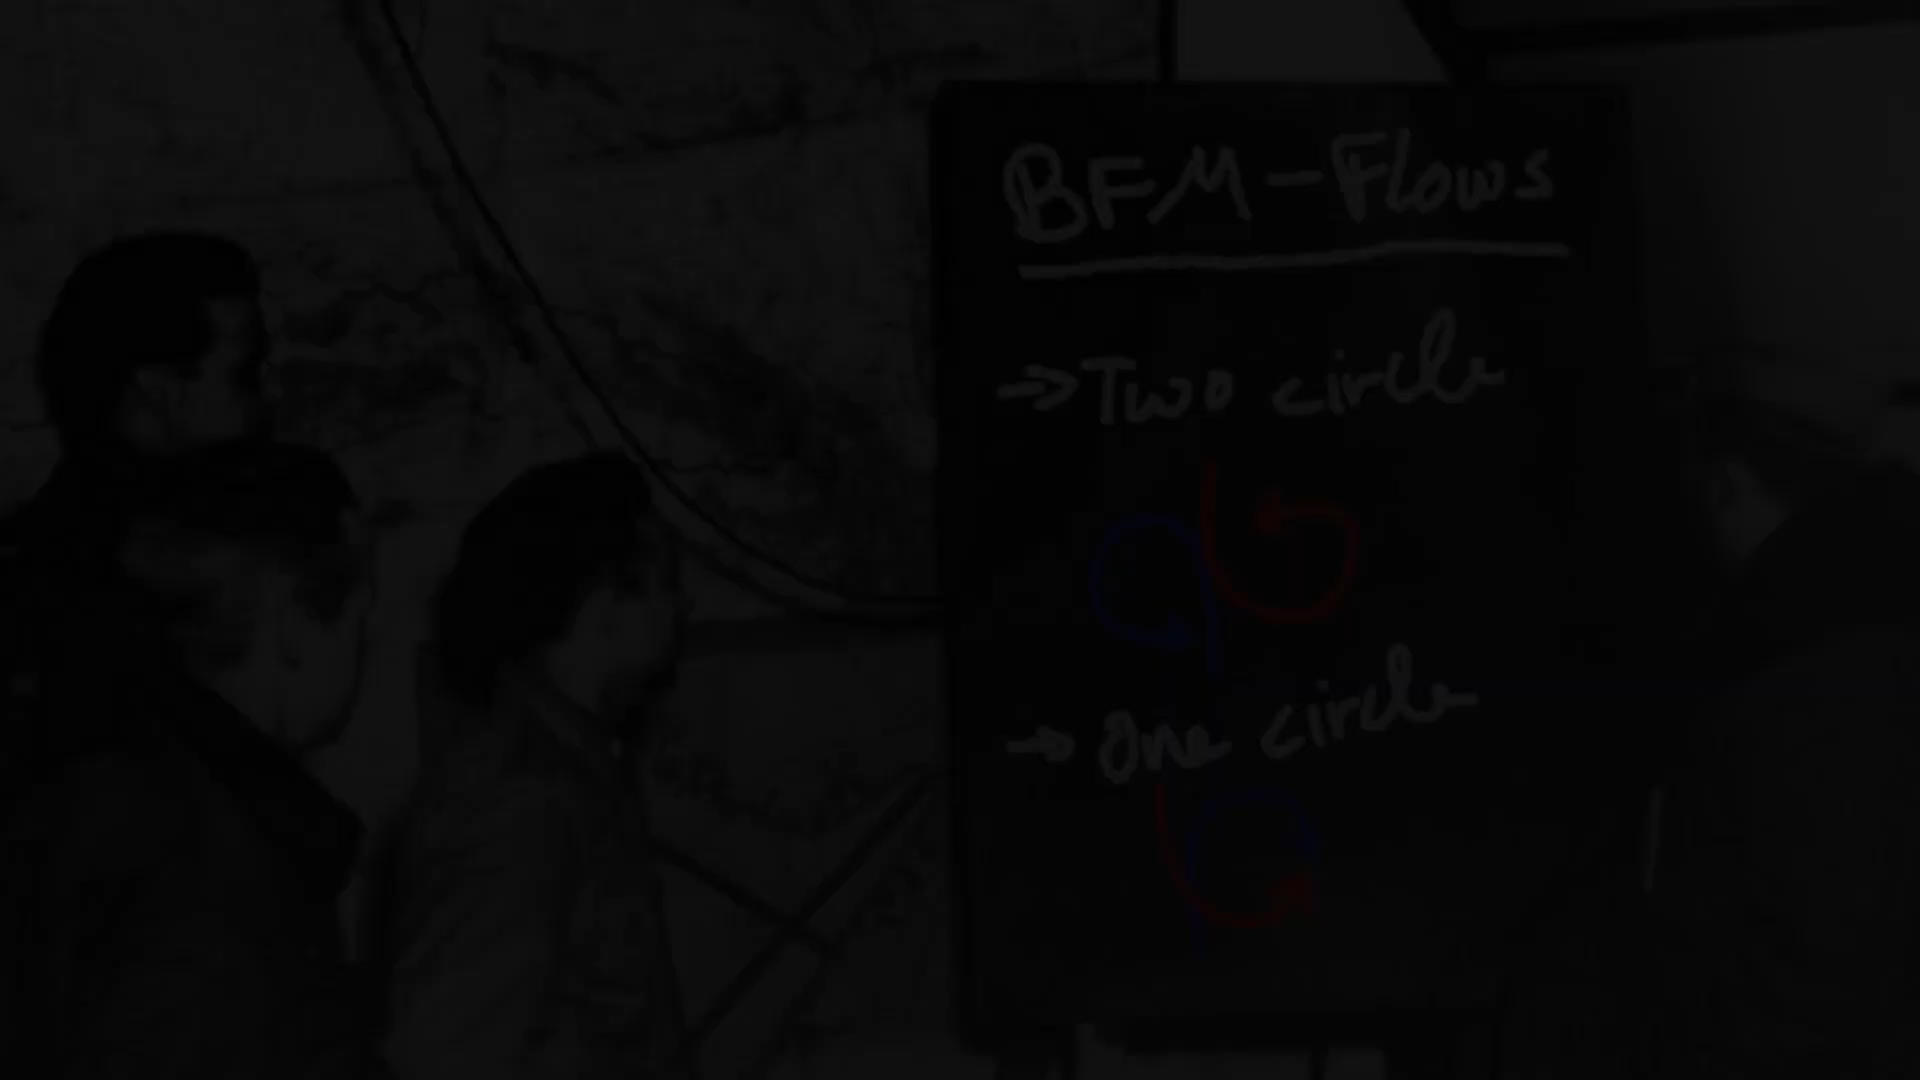 BFM - Flows
→ Two circle
→ One circle